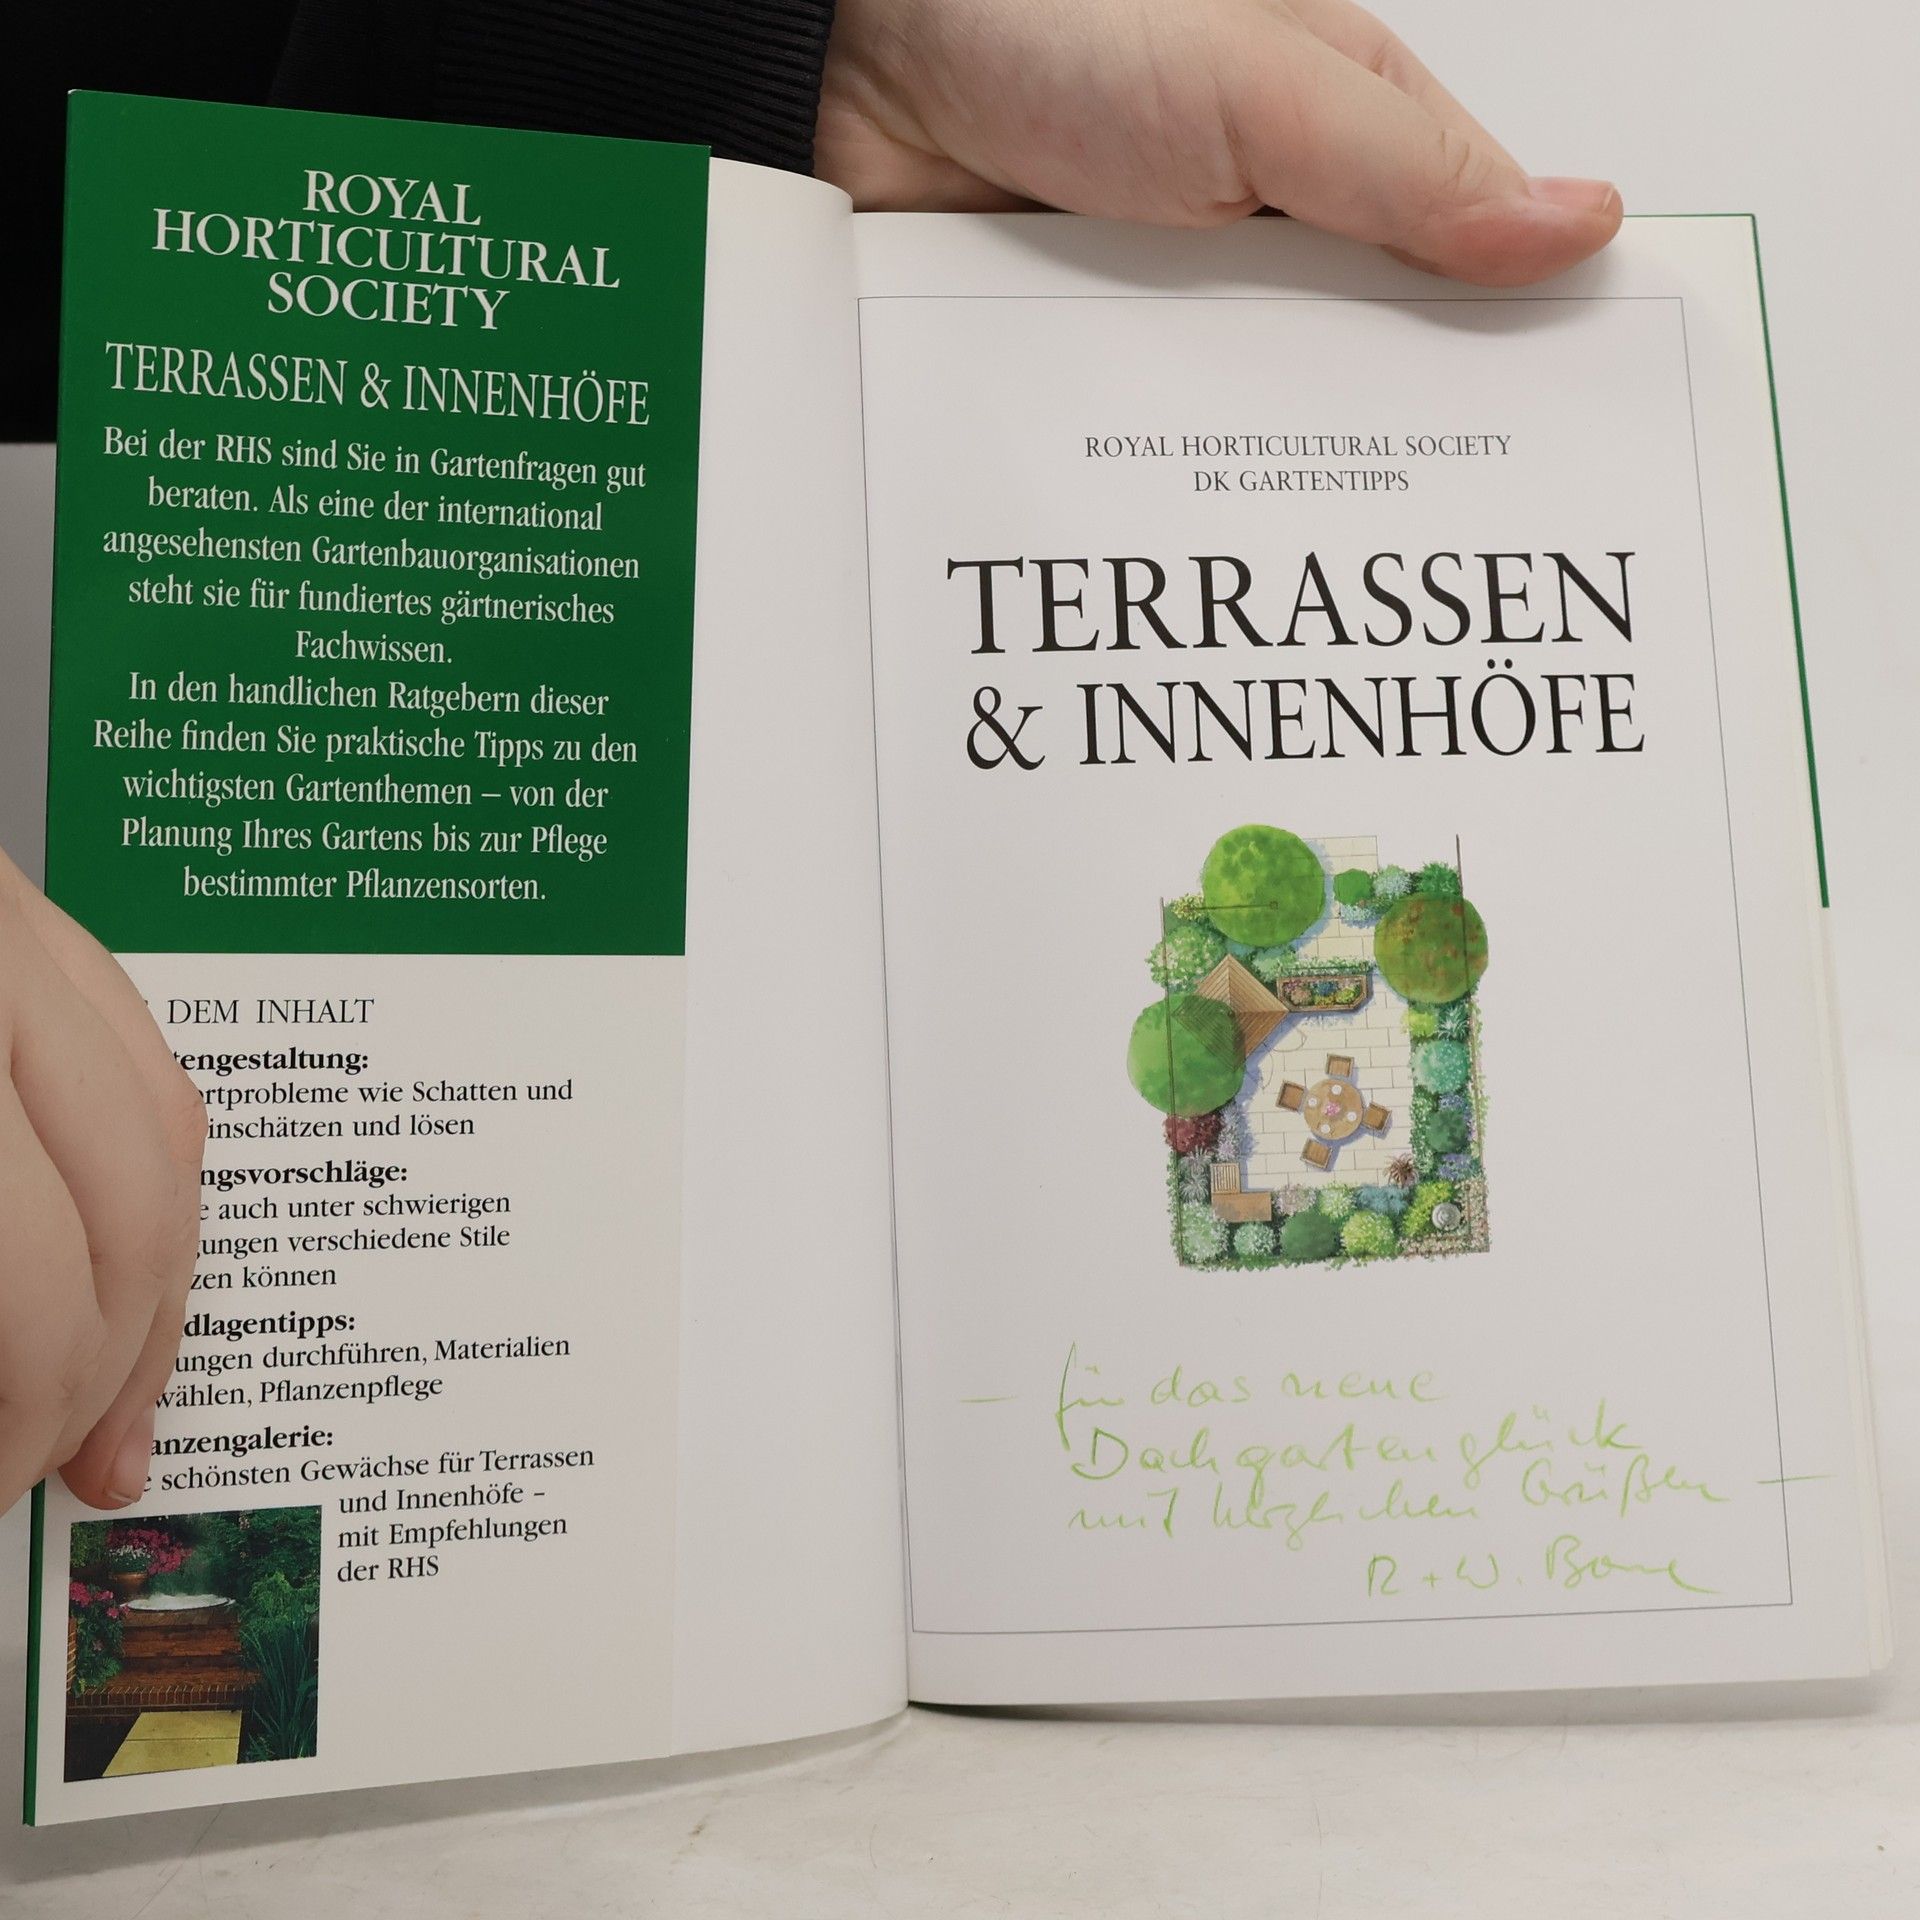 ROYAL
HORTICULTURAL
SOCIETY
TERRASSEN & INNENHÖFE
Bei der RHS sind Sie in Gartenfragen gut
beraten. Als eine der international
angesehensten Gartenbauorganisationen
steht sie für fundiertes gärtnerisches
Fachwissen.
In den handlichen Ratgebern dieser
Reihe finden Sie praktische Tipps zu den
wichtigsten Gartenthemen – von der
Planung Ihres Gartens bis zur Pflege
bestimmter Pflanzensorten.
DEM INHALT
tengestaltung:
ortprobleme wie Schatten und
inschätzen und lösen
ngsvorschläge:
e auch unter schwierigen
gungen verschiedene Stile
zen können
dlagentipps:
ungen durchführen, Materialien
wählen, Pflanzenpflege
anzengalerie:
e schönsten Gewächse für Terrassen
und Innenhöfe –
mit Empfehlungen
der RHS
ROYAL HORTICULTURAL SOCIETY
DK GARTENTIPPS
TERRASSEN
& INNENHÖFE
– für das neue
Dachgartenglück
mit herzlichen Grüßen –
R + W.